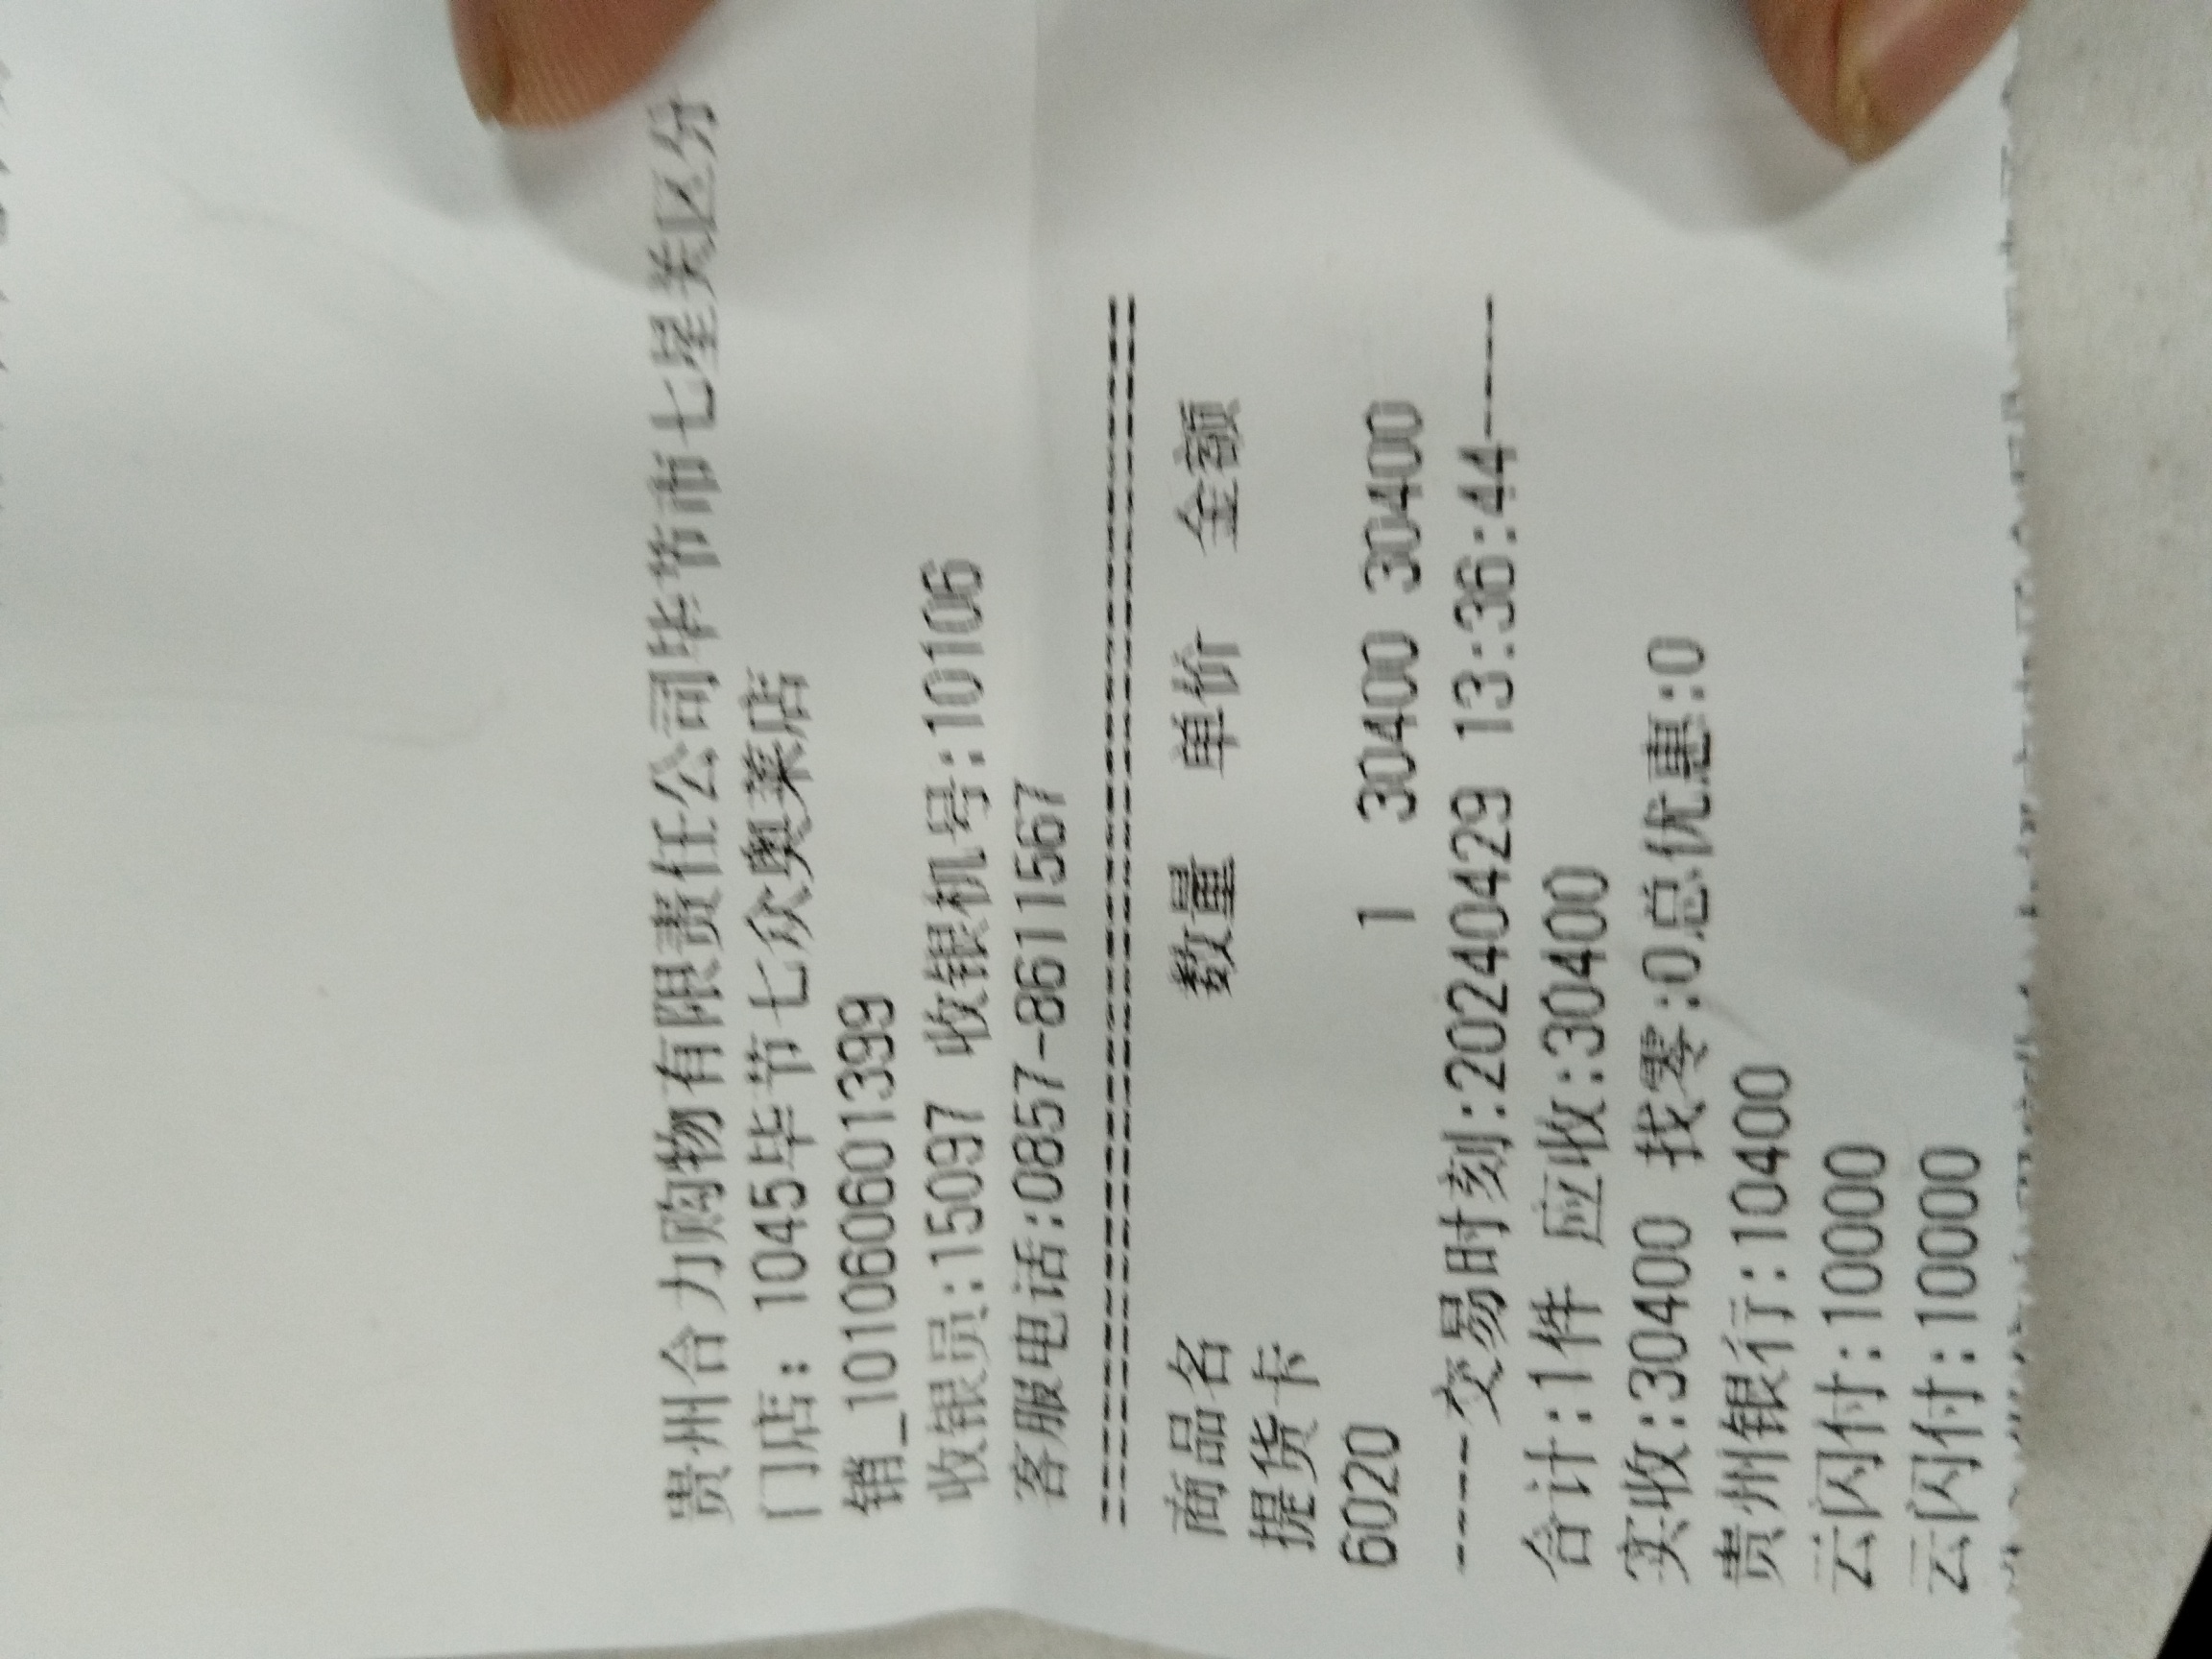 贵州合力购物有限责任公司毕节市七星关区分
门店: 1045毕节七众奥莱店
销_1010606001399
收银员:15097 收银机号:10106
客服电话:0857-8611567
================================
商品名 数量 单价 金额
提货卡
6020 1 30400 30400
-----交易时刻:20240429 13:36:44-----
合计:1件 应收:30400
实收:30400 找零:0总优惠:0
贵州银行:10400
云闪付:10000
云闪付:10000